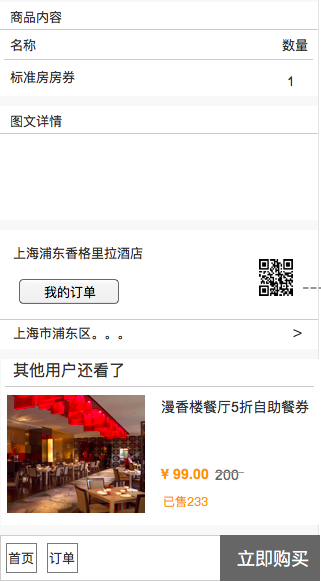 商品内容
名称 数量
标准房房券 1
图文详情
上海浦东香格里拉酒店
我的订单
上海市浦东区。。。 >
其他用户还看了
漫香楼餐厅5折自助餐券
¥ 99.00 200
已售233
首页 订单 立即购买